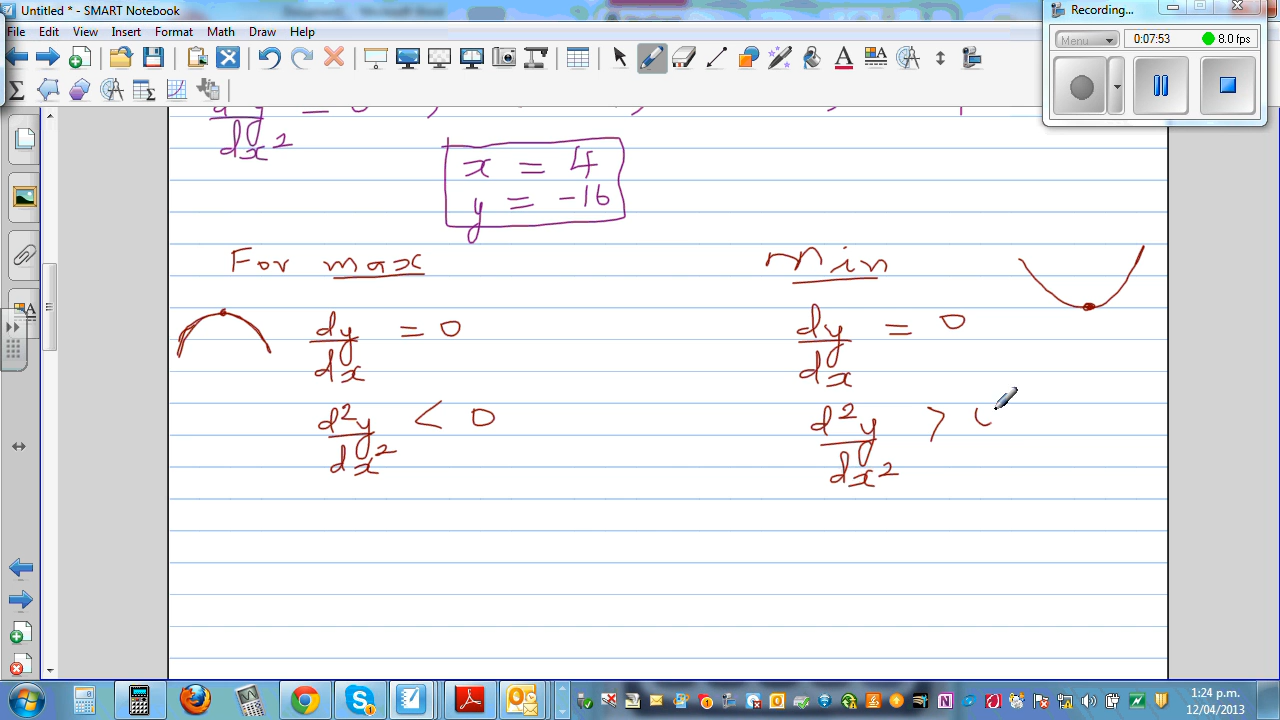 Untitled * - SMART Notebook
Recording...
File Edit View Insert Format Math Draw Help
Menu 0:07:53 8.0 fps
dx²
x = 4
y = -16
For max
Min
dy/dx = 0
dy/dx = 0
d²y/dx² < 0
d²y/dx² >
1:24 p.m.
12/04/2013